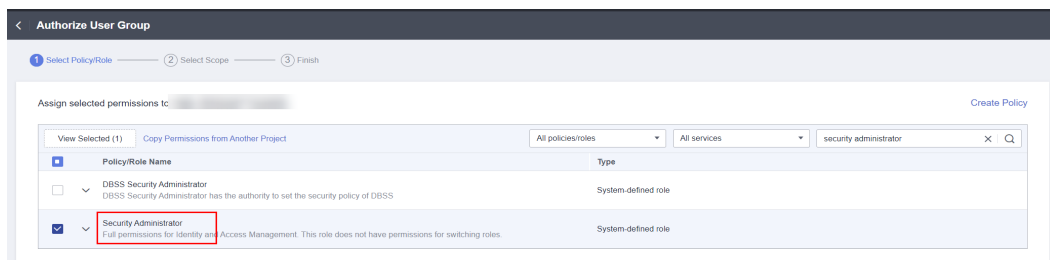 Authorize User Group
1 Select Policy/Role 2 Select Scope 3 Finish
Assign selected permissions to
Create Policy
View Selected (1) Copy Permissions from Another Project All policies/roles All services security administrator
Policy/Role Name Type
DBSS Security Administrator
DBSS Security Administrator has the authority to set the security policy of DBSS
System-defined role
Security Administrator
Full permissions for Identity and Access Management. This role does not have permissions for switching roles.
System-defined role